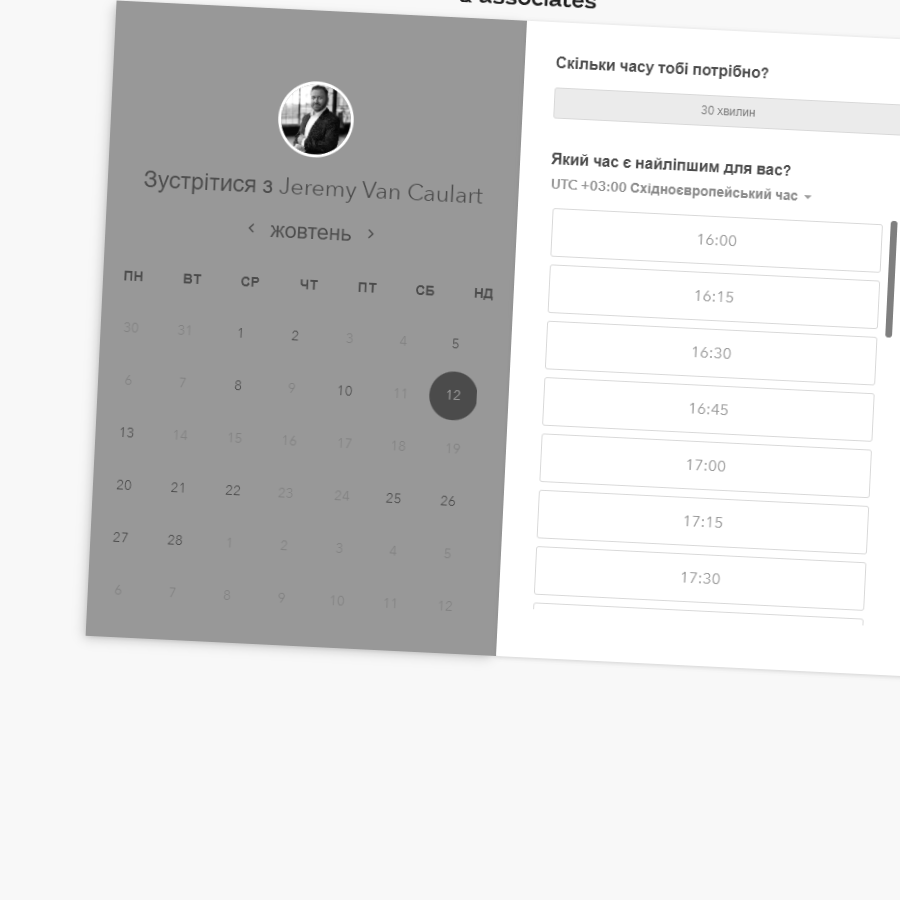 & associates
Зустрітися з Jeremy Van Caulart
жовтень
ПН ВТ СР ЧТ ПТ СБ НД
30 31 1 2 3 4 5
6 7 8 9 10 11 12
13 14 15 16 17 18 19
20 21 22 23 24 25 26
27 28 1 2 3 4 5
6 7 8 9 10 11 12
Скільки часу тобі потрібно?
30 хвилин
Який час є найліпшим для вас?
UTC +03:00 Східноєвропейський час
16:00
16:15
16:30
16:45
17:00
17:15
17:30